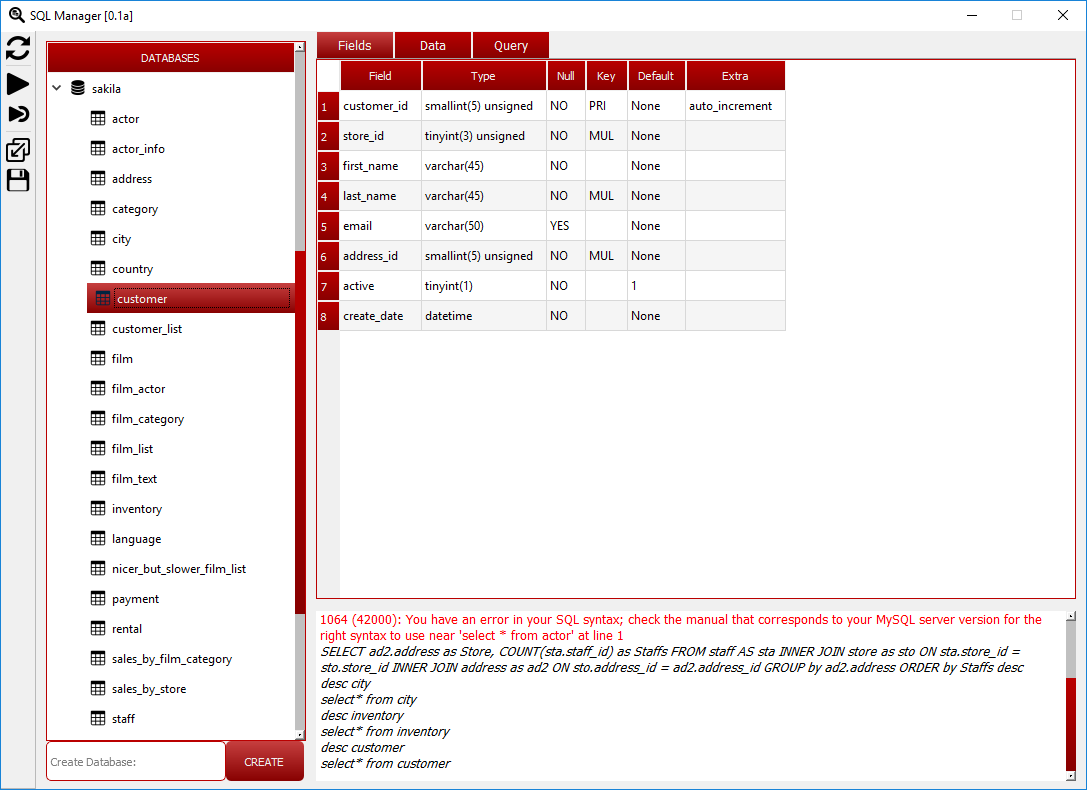 SQL Manager [0.1a]
DATABASES
sakila
actor
actor_info
address
category
city
country
customer
customer_list
film
film_actor
film_category
film_list
film_text
inventory
language
nicer_but_slower_film_list
payment
rental
sales_by_film_category
sales_by_store
staff
Create Database:
CREATE
Fields Data Query
Field Type Null Key Default Extra
1 customer_id smallint(5) unsigned NO PRI None auto_increment
2 store_id tinyint(3) unsigned NO MUL None
3 first_name varchar(45) NO None
4 last_name varchar(45) NO MUL None
5 email varchar(50) YES None
6 address_id smallint(5) unsigned NO MUL None
7 active tinyint(1) NO 1
8 create_date datetime NO None
1064 (42000): You have an error in your SQL syntax; check the manual that corresponds to your MySQL server version for the
right syntax to use near 'select * from actor' at line 1
SELECT ad2.address as Store, COUNT(sta.staff_id) as Staffs FROM staff AS sta INNER JOIN store as sto ON sta.store_id =
sto.store_id INNER JOIN address as ad2 ON sto.address_id = ad2.address_id GROUP by ad2.address ORDER by Staffs desc
desc city
select* from city
desc inventory
select* from inventory
desc customer
select* from customer